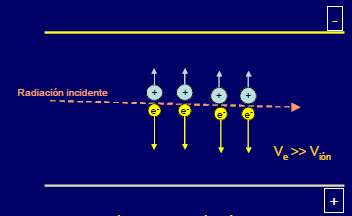 -
Radiación incidente
+ + + +
e- e- e- e-
Ve >> Vión
+